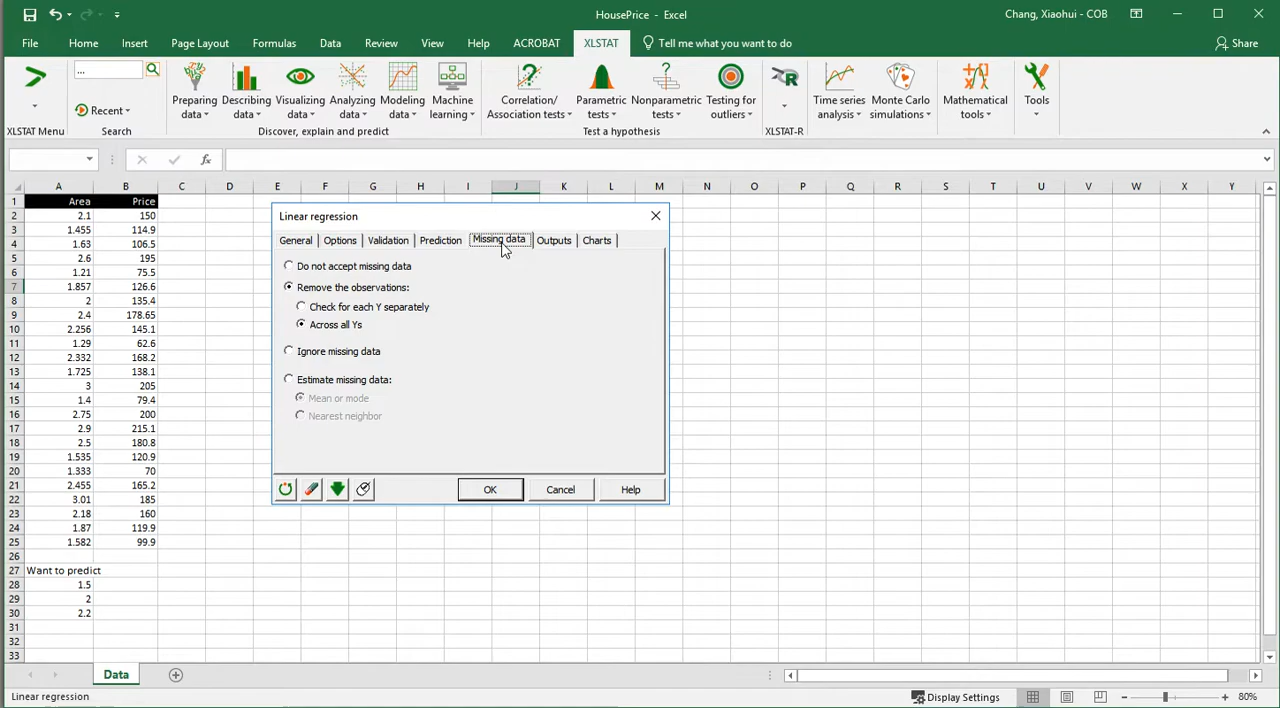 HousePrice - Excel
Chang, Xiaohui - COB
File Home Insert Page Layout Formulas Data Review View Help ACROBAT XLSTAT Tell me what you want to do Share
...
Recent
XLSTAT Menu
Search
Preparing data
Describing data
Visualizing data
Analyzing data
Modeling data
Machine learning
Discover, explain and predict
Correlation/ Association tests
Parametric tests
Nonparametric tests
Testing for outliers
Test a hypothesis
R
XLSTAT-R
Time series analysis
Monte Carlo simulations
Mathematical tools
Tools
fx
A B C D E F G H I J K L M N O P Q R S T U V W X Y
1 Area Price
2 2.1 150
3 1.455 114.9
4 1.63 106.5
5 2.6 195
6 1.21 75.5
7 1.857 126.6
8 2 135.4
9 2.4 178.65
10 2.256 145.1
11 1.29 62.6
12 2.332 168.2
13 1.725 138.1
14 3 205
15 1.4 79.4
16 2.75 200
17 2.9 215.1
18 2.5 180.8
19 1.535 120.9
20 1.333 70
21 2.455 165.2
22 3.01 185
23 2.18 160
24 1.87 119.9
25 1.582 99.9
26
27 Want to predict
28 1.5
29 2
30 2.2
31
32
33
Linear regression
General Options Validation Prediction Missing data Outputs Charts
Do not accept missing data
Remove the observations:
Check for each Y separately
Across all Ys
Ignore missing data
Estimate missing data:
Mean or mode
Nearest neighbor
OK Cancel Help
Data
Linear regression
Display Settings
80%